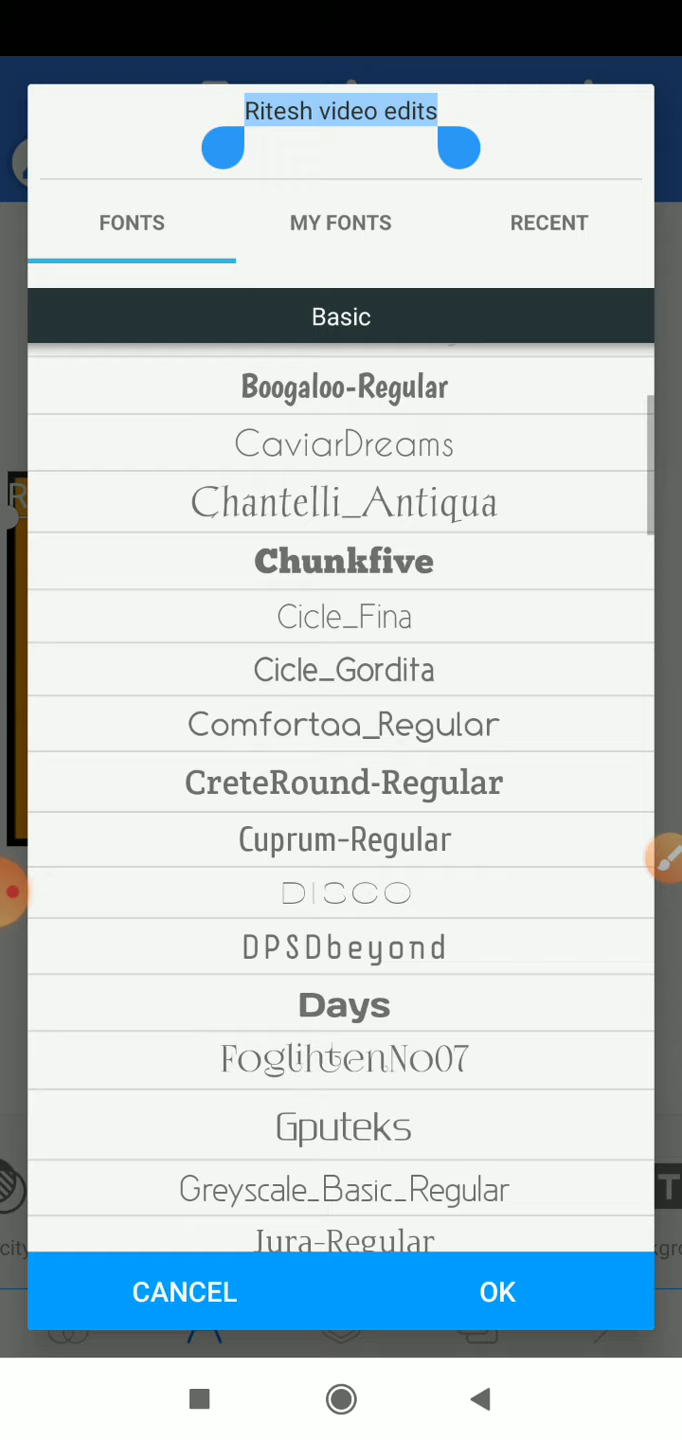 Ritesh video edits
FONTS
MY FONTS
RECENT
Basic
Boogaloo-Regular
CaviarDreams
Chantelli_Antiqua
Chunkfive
Cicle_Fina
Cicle_Gordita
Comfortaa_Regular
CreteRound-Regular
Cuprum-Regular
DISCO
DPSDbeyond
Days
FoglihtenNo07
Gputeks
Greyscale_Basic_Regular
Jura-Regular
CANCEL
OK